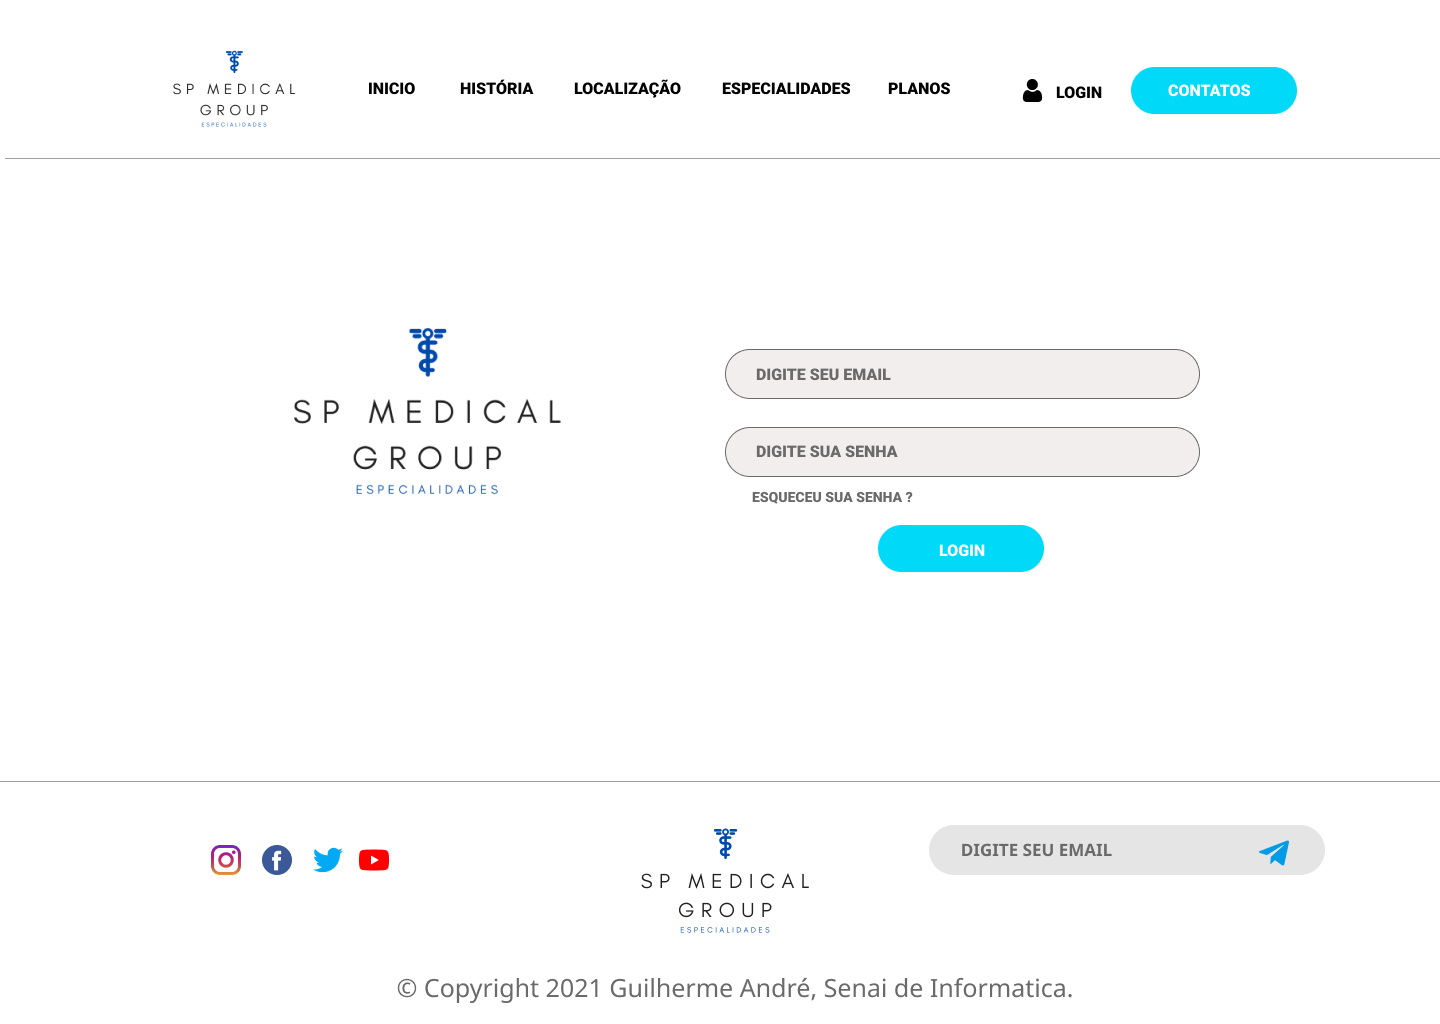 SP MEDICAL
GROUP
ESPECIALIDADES
INICIO HISTÓRIA LOCALIZAÇÃO ESPECIALIDADES PLANOS LOGIN CONTATOS
SP MEDICAL
GROUP
ESPECIALIDADES
DIGITE SEU EMAIL
DIGITE SUA SENHA
ESQUECEU SUA SENHA ?
LOGIN
SP MEDICAL
GROUP
ESPECIALIDADES
DIGITE SEU EMAIL
© Copyright 2021 Guilherme André, Senai de Informatica.